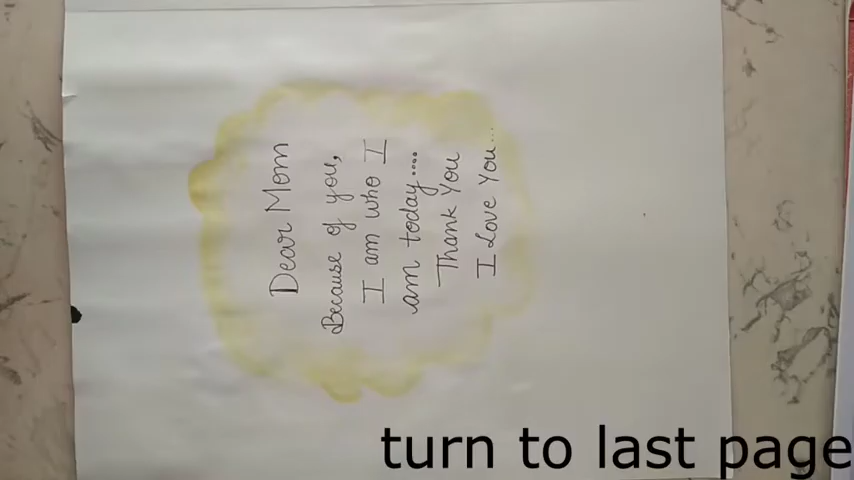 Dear Mom
Because of you,
I am who I
am today....
Thank You
I Love You...
turn to last page